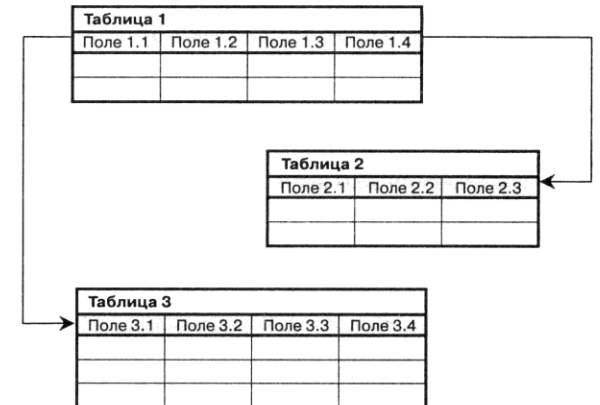 Таблица 1
Поле 1.1 Поле 1.2 Поле 1.3 Поле 1.4
Таблица 2
Поле 2.1 Поле 2.2 Поле 2.3
Таблица 3
Поле 3.1 Поле 3.2 Поле 3.3 Поле 3.4